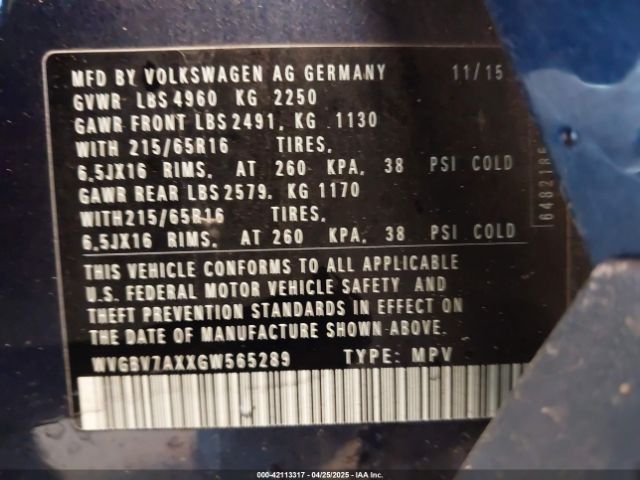 MFD BY VOLKSWAGEN AG GERMANY 11/15
GVWR LBS 4960 KG 2250
GAWR FRONT LBS 2491, KG 1130
WITH 215/65R16 TIRES,
6,5JX16 RIMS, AT 260 KPA, 38 PSI COLD
GAWR REAR LBS 2579, KG 1170
WITH215/65R16 TIRES,
6,5JX16 RIMS, AT 260 KPA, 38 PSI COLD
6482185
THIS VEHICLE CONFORMS TO ALL APPLICABLE
U.S. FEDERAL MOTOR VEHICLE SAFETY AND
THEFT PREVENTION STANDARDS IN EFFECT ON
THE DATE OF MANUFACTURE SHOWN ABOVE.
WVGBV7AXXGW565289 TYPE: MPV
000-42113317 - 04/25/2025 - IAAI Inc.